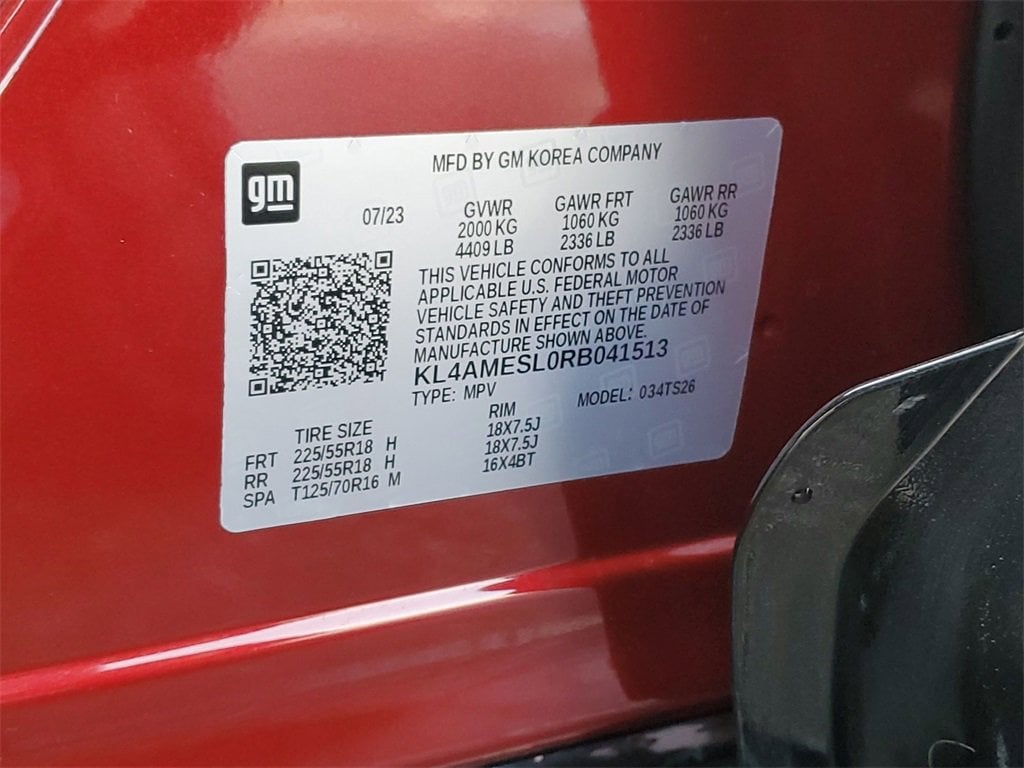 gm
MFD BY GM KOREA COMPANY
07/23
GVWR GAWR FRT GAWR RR
2000 KG 1060 KG 1060 KG
4409 LB 2336 LB 2336 LB
THIS VEHICLE CONFORMS TO ALL
APPLICABLE U.S. FEDERAL MOTOR
VEHICLE SAFETY AND THEFT PREVENTION
STANDARDS IN EFFECT ON THE DATE OF
MANUFACTURE SHOWN ABOVE.
KL4AMESL0RB041513
TYPE: MPV MODEL: 034TS26
TIRE SIZE RIM
FRT 225/55R18 H 18X7.5J
RR 225/55R18 H 18X7.5J
SPA T125/70R16 M 16X4BT